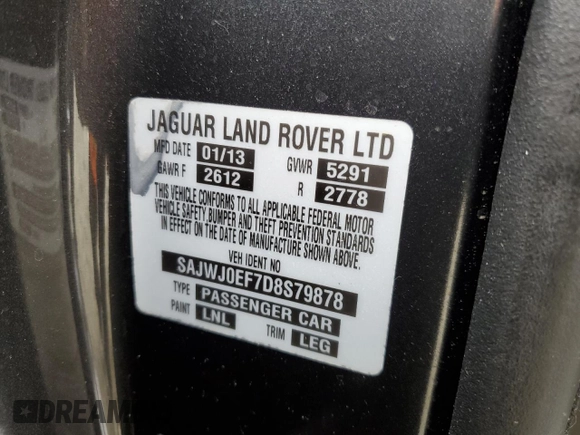 JAGUAR LAND ROVER LTD
MFD DATE 01/13 GVWR 5291
GAWR F 2612 R 2778
THIS VEHICLE CONFORMS TO ALL APPLICABLE FEDERAL MOTOR
VEHICLE SAFETY,BUMPER AND THEFT PREVENTION STANDARDS
IN EFFECT ON THE DATE OF MANUFACTURE SHOWN ABOVE.
VEH IDENT NO
SAJWJ0EF7D8S79878
TYPE PASSENGER CAR
PAINT LNL TRIM LEG